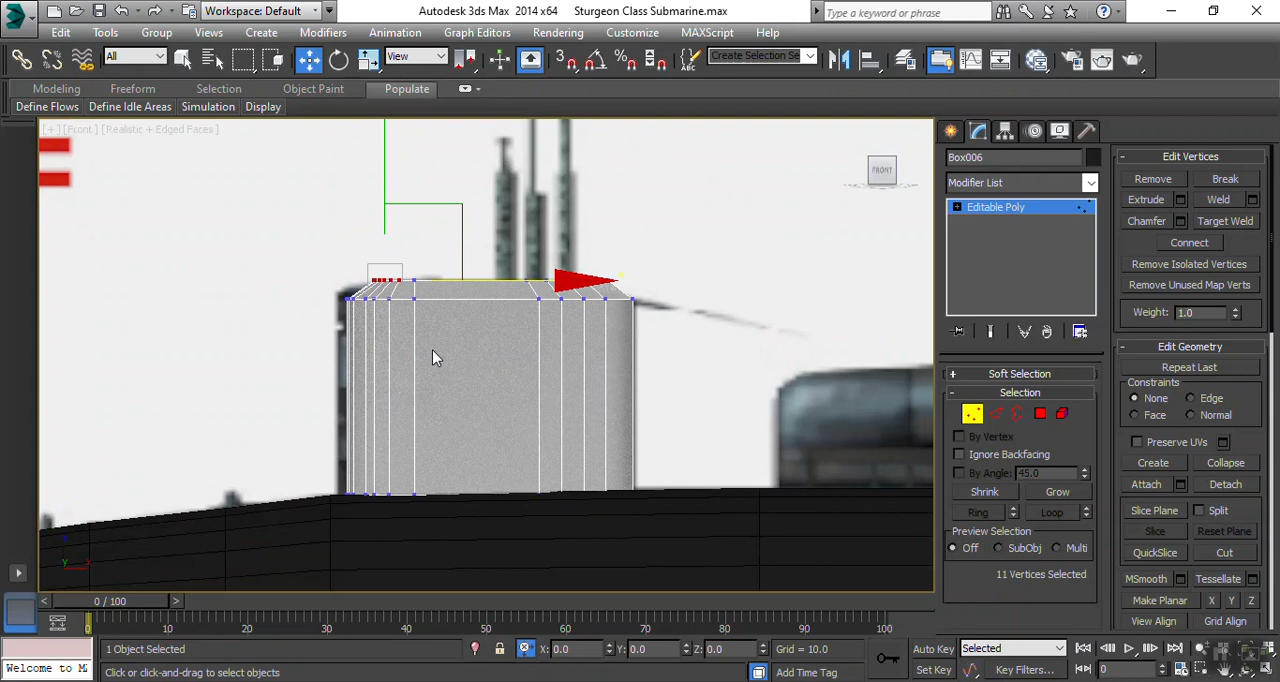 Workspace: Default
Autodesk 3ds Max  2014 x64
Sturgeon Class Submarine.max
Type a keyword or phrase
Edit
Tools
Group
Views
Create
Modifiers
Animation
Graph Editors
Rendering
Customize
MAXScript
Help
All
View
3
Create Selection Se
Modeling
Freeform
Selection
Object Paint
Populate
Define Flows
Define Idle Areas
Simulation
Display
[+] [Front] [Realistic + Edged Faces]
FRONT
Box006
Modifier List
Editable Poly
Soft Selection
Selection
By Vertex
Ignore Backfacing
By Angle: 45.0
Shrink
Grow
Ring
Loop
Preview Selection
Off
SubObj
Multi
11 Vertices Selected
Edit Vertices
Remove
Break
Extrude
Weld
Chamfer
Target Weld
Connect
Remove Isolated Vertices
Remove Unused Map Verts
Weight: 1.0
Edit Geometry
Repeat Last
Constraints
None
Edge
Face
Normal
Preserve UVs
Create
Collapse
Attach
Detach
Slice Plane
Split
Slice
Reset Plane
QuickSlice
Cut
MSmooth
Tessellate
Make Planar
X
Y
Z
View Align
Grid Align
0 / 100
0 10 20 30 40 50 60 70 80 90 100
1 Object Selected
X: 0.0
Y: 0.0
Z: 0.0
Grid = 10.0
Auto Key
Selected
Welcome to M
Click or click-and-drag to select objects
Add Time Tag
Set Key
Key Filters...
0